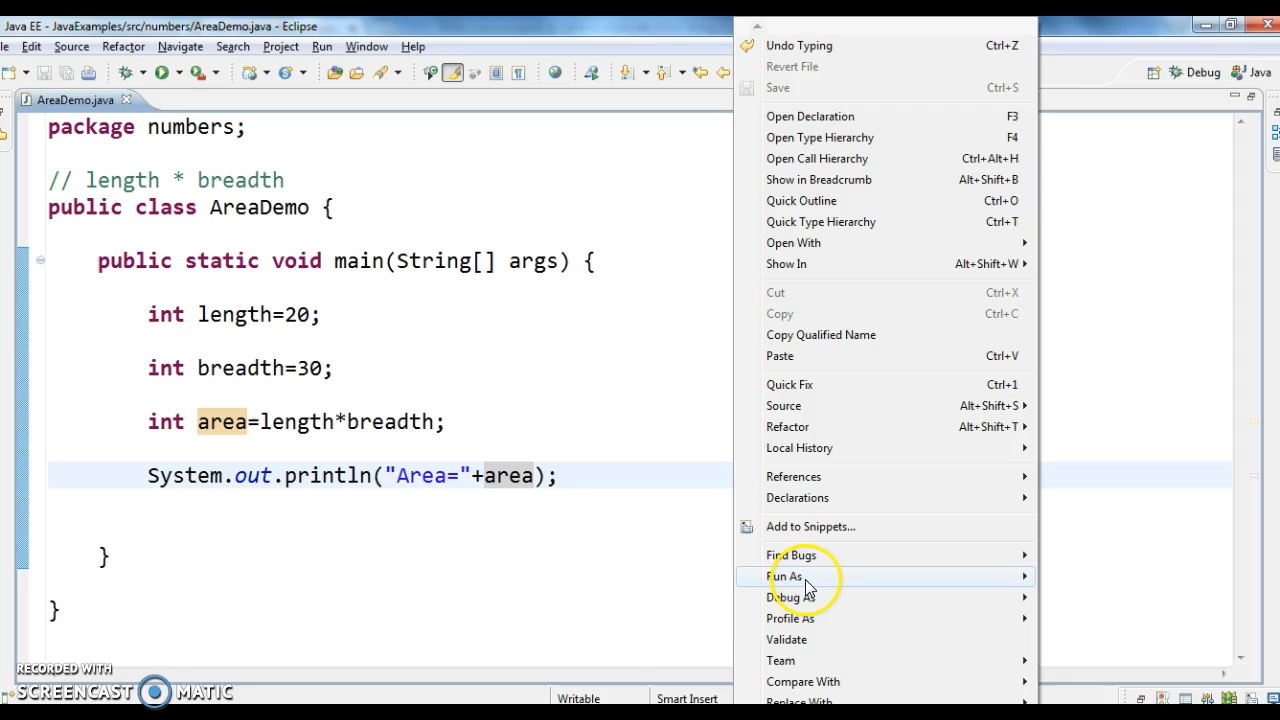 Java EE - JavaExamples/src/numbers/AreaDemo.java - Eclipse
le Edit Source Refactor Navigate Search Project Run Window Help
Debug Java
AreaDemo.java
package numbers;
// length * breadth
public class AreaDemo {
public static void main(String[] args) {
int length=20;
int breadth=30;
int area=length*breadth;
System.out.println("Area="+area);
}
}
Undo Typing Ctrl+Z
Revert File
Save Ctrl+S
Open Declaration F3
Open Type Hierarchy F4
Open Call Hierarchy Ctrl+Alt+H
Show in Breadcrumb Alt+Shift+B
Quick Outline Ctrl+O
Quick Type Hierarchy Ctrl+T
Open With
Show In Alt+Shift+W
Cut Ctrl+X
Copy Ctrl+C
Copy Qualified Name
Paste Ctrl+V
Quick Fix Ctrl+1
Source Alt+Shift+S
Refactor Alt+Shift+T
Local History
References
Declarations
Add to Snippets...
Find Bugs
Run As
Debug As
Profile As
Validate
Team
Compare With
Replace With
Writable Smart Insert
RECORDED WITH
SCREENCAST MATIC